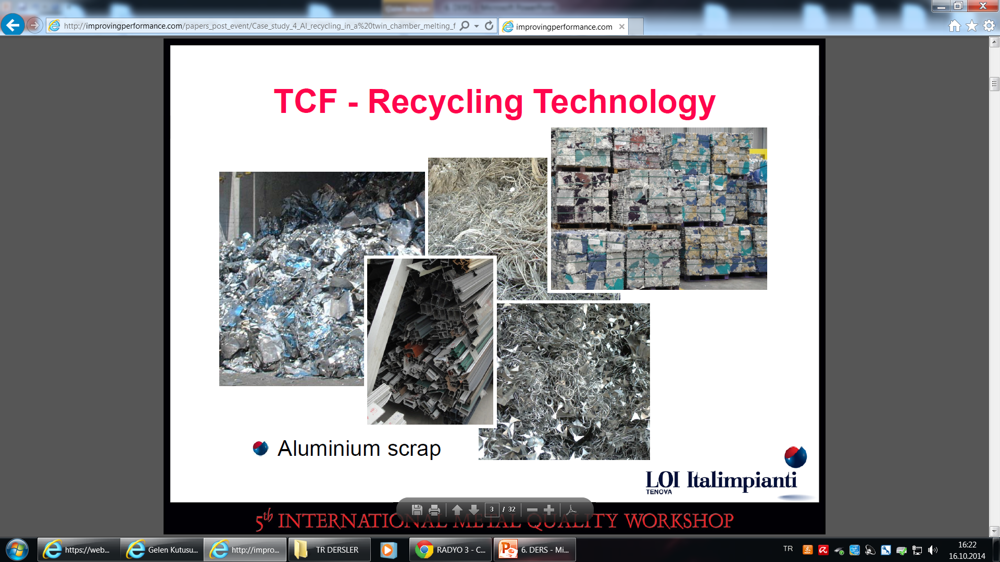 http://improvingperformance.com/papers_post_event/Case_study_4_Al_recycling_in_a%20twin_chamber_melting_f
improvingperformance.com
TCF - Recycling Technology
Aluminium scrap
LOI Italimpianti
TENOVA
3 / 32
5th INTERNATIONAL METAL QUALITY WORKSHOP
https://web...
Gelen Kutusu...
http://impro...
TR DERSLER
RADYO 3 - C...
6. DERS - Mi...
TR
16:22
16.10.2014